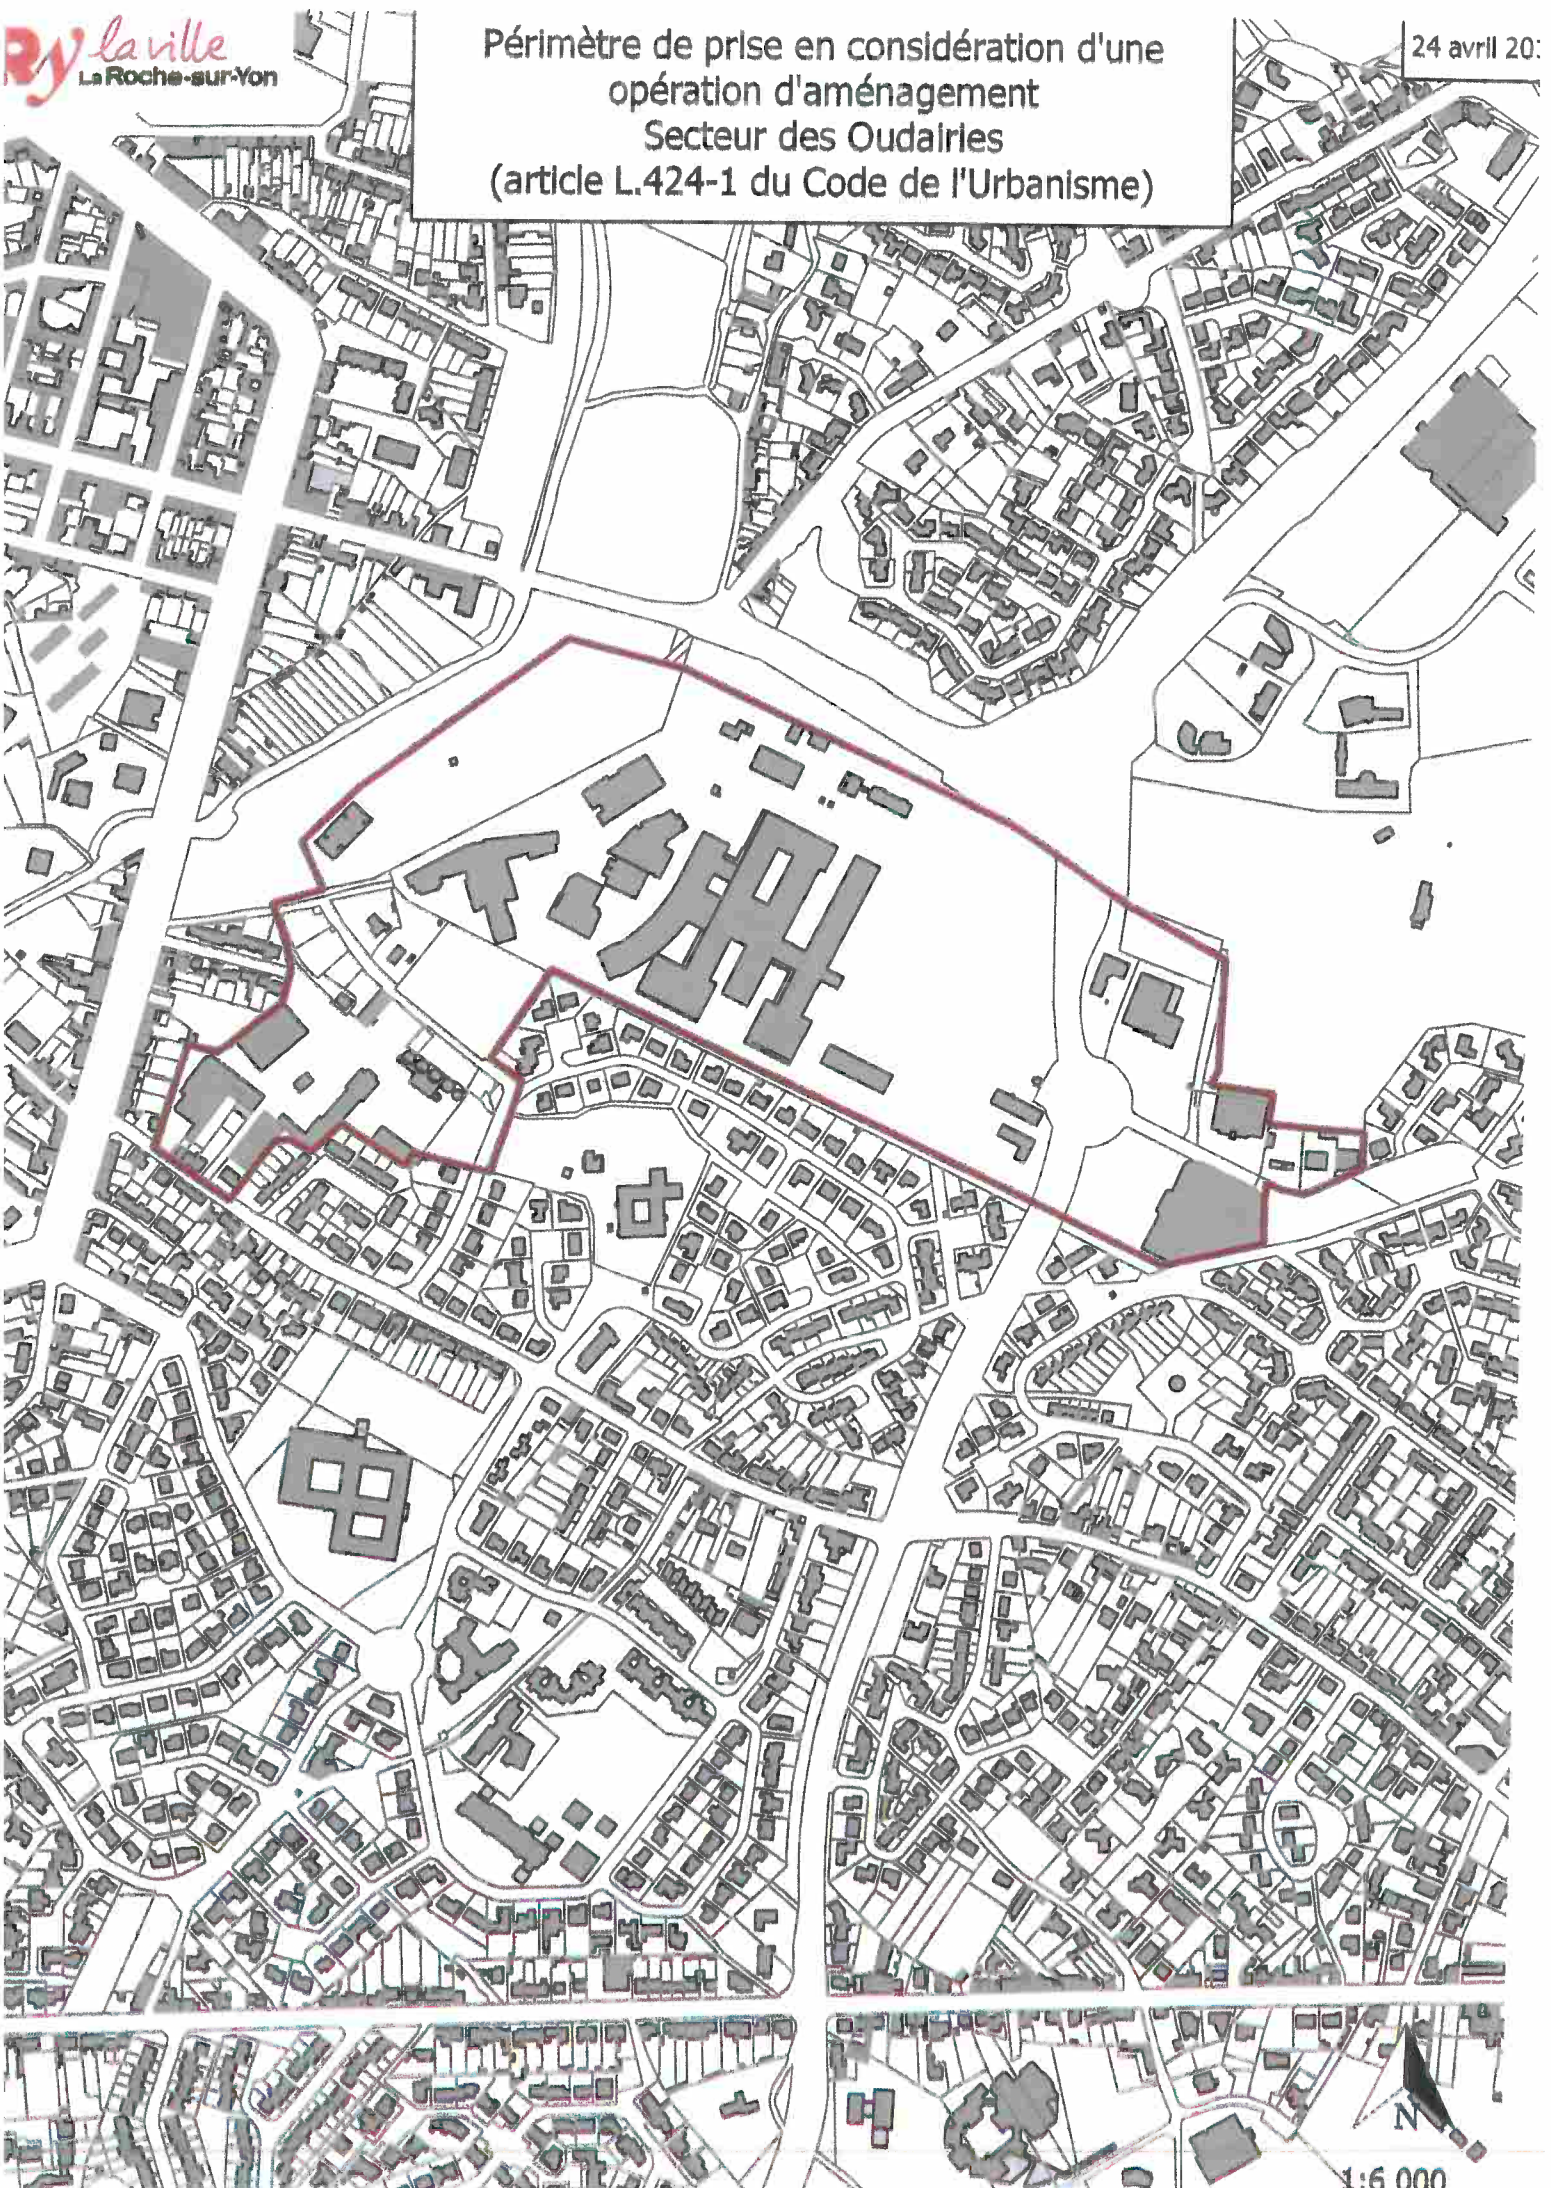 Ry la ville
La Roche-sur-Yon
Périmètre de prise en considération d'une
opération d'aménagement
Secteur des Oudairies
(article L.424-1 du Code de l'Urbanisme)
24 avril 20
N
1:6 000